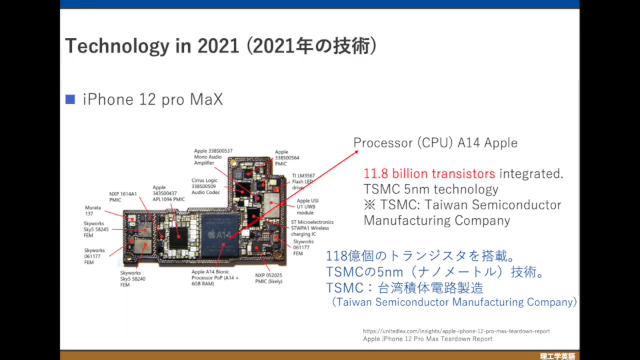 Technology in 2021 (2021年の技術)
iPhone 12 pro MaX
Processor (CPU) A14 Apple
11.8 billion transistors integrated.
TSMC 5nm technology
※ TSMC: Taiwan Semiconductor
Manufacturing Company
118億個のトランジスタを搭載。
TSMCの5nm(ナノメートル)技術。
TSMC:台湾積体電路製造
(Taiwan Semiconductor Manufacturing Company)
Apple 338S00537
Mono Audio
Amplifier
Apple
338S00564
PMIC
Cirrus Logic
338S00509
Audio Codec
TI LM3567
Flash LED
driver
Apple
343S00437
APL1094 PMIC
NXP 1614A1
PMIC
Apple USI
U1 UWB
module
Murata
137
Skyworks
Sky5 58245
FEM
ST Microelectronics
STWPA1 Wireless
charging IC
Skyworks
061177
FEM
Skyworks
061177
FEM
A14
Skyworks
Sky5 58240
FEM
Apple A14 Bionic
Processor PoP (A14 +
6GB RAM)
NXP 052025
PMIC (likely)
https://unitedlex.com/insights/apple-iphone-12-pro-max-teardown-report
Apple iPhone 12 Pro Max Teardown Report
理工学英語